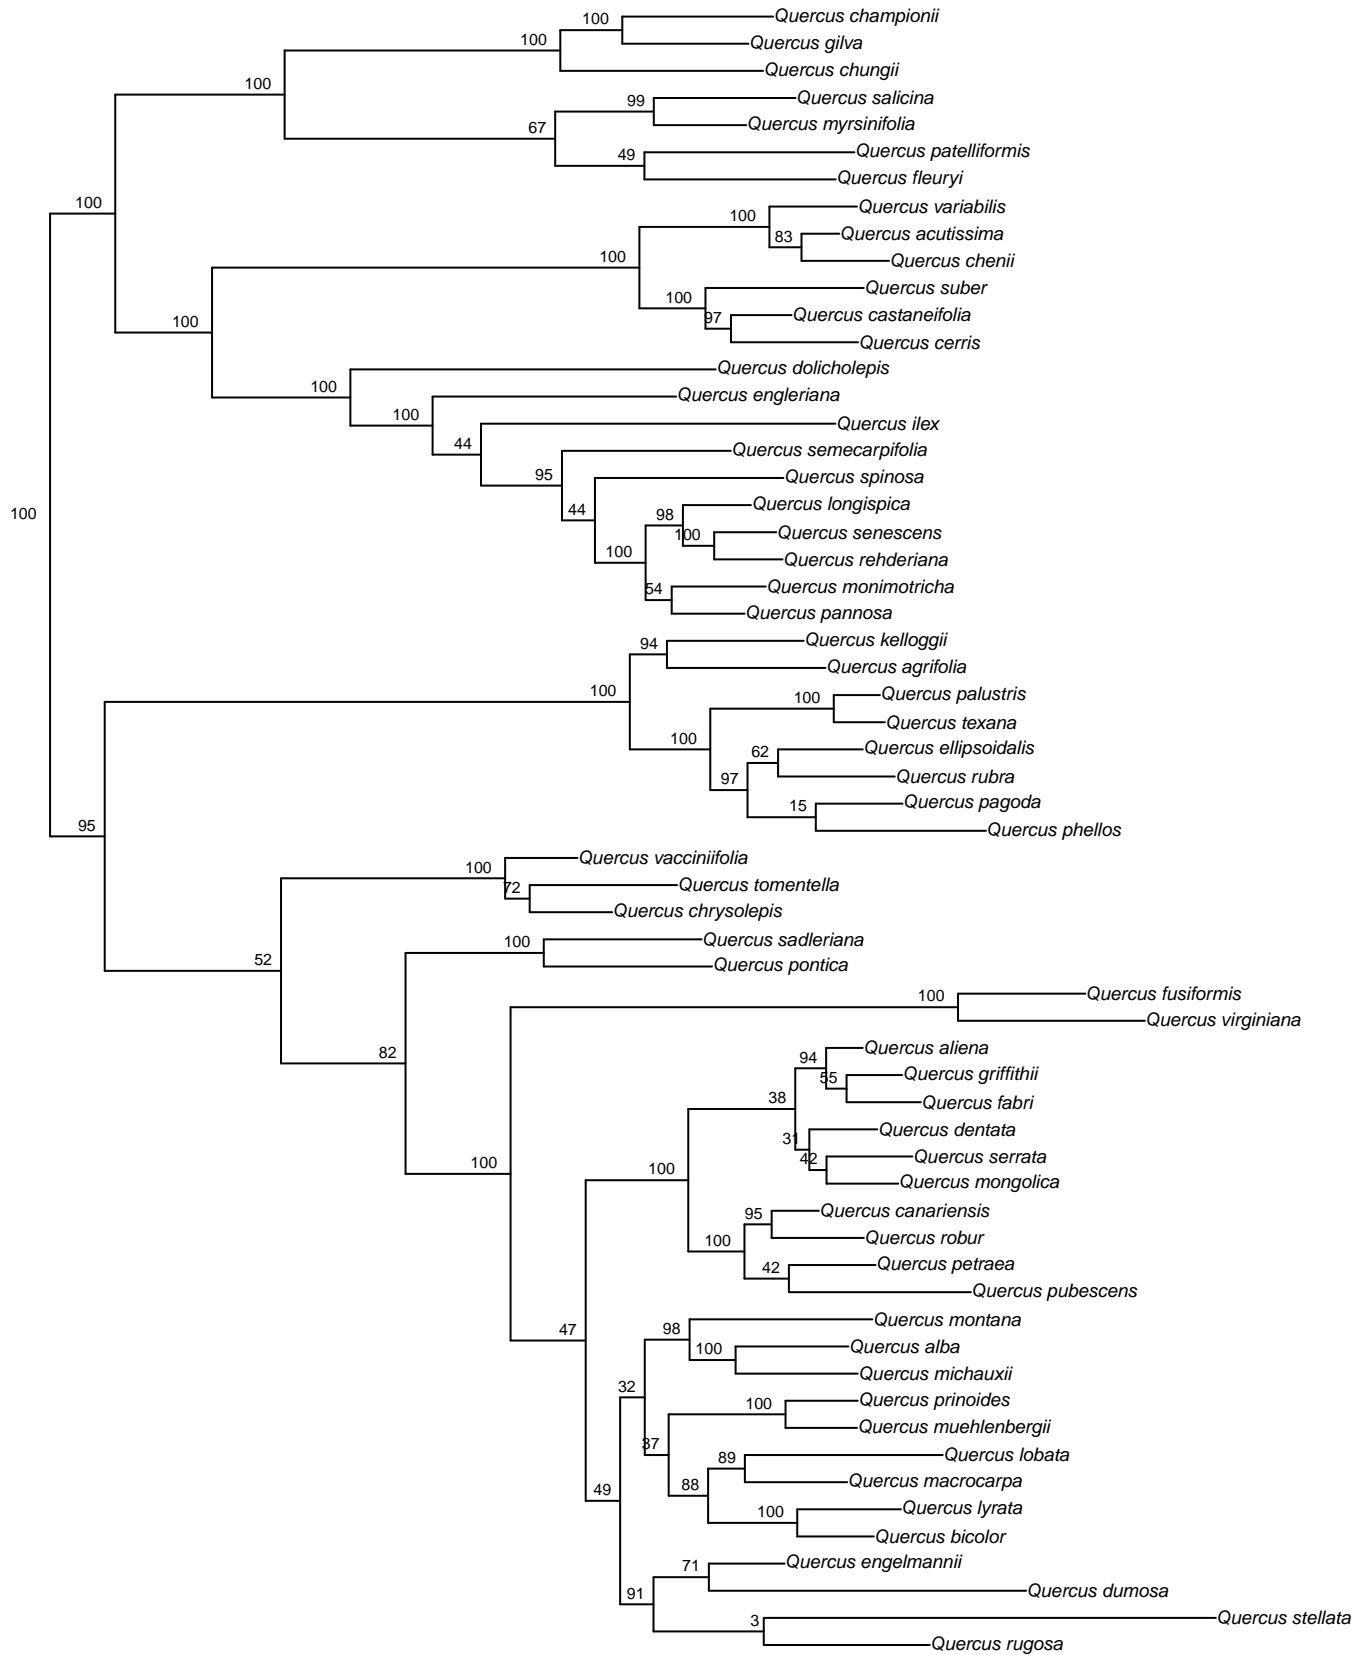 100 Quercus championii
100 Quercus gilva
Quercus chungii
100
99 Quercus salicina
67 Quercus myrsinifolia
49 Quercus patelliformis
Quercus fleuryi
100
100 Quercus variabilis
83 Quercus acutissima
100 Quercus chenii
100 Quercus suber
97 Quercus castaneifolia
100 Quercus cerris
Quercus dolicholepis
100
100 Quercus engleriana
44 Quercus ilex
95 Quercus semecarpifolia
Quercus spinosa
44 98 Quercus longispica
100
100 Quercus senescens
100 Quercus rehderiana
54 Quercus monimotricha
Quercus pannosa
94 Quercus kelloggii
Quercus agrifolia
100
100 Quercus palustris
100 Quercus texana
62 Quercus ellipsoidalis
97 Quercus rubra
15 Quercus pagoda
95 Quercus phellos
100 Quercus vacciniifolia
72 Quercus tomentella
Quercus chrysolepis
100 Quercus sadleriana
52 Quercus pontica
100 Quercus fusiformis
Quercus virginiana
82 94 Quercus aliena
55 Quercus griffithii
38 Quercus fabri
31 Quercus dentata
42 Quercus serrata
100 100 Quercus mongolica
95 Quercus canariensis
100 Quercus robur
42 Quercus petraea
Quercus pubescens
47 98 Quercus montana
100 Quercus alba
32 Quercus michauxii
100 Quercus prinoides
37 Quercus muehlenbergii
89 Quercus lobata
49 88 Quercus macrocarpa
100 Quercus lyrata
Quercus bicolor
71 Quercus engelmannii
91 Quercus dumosa
3 Quercus stellata
Quercus rugosa